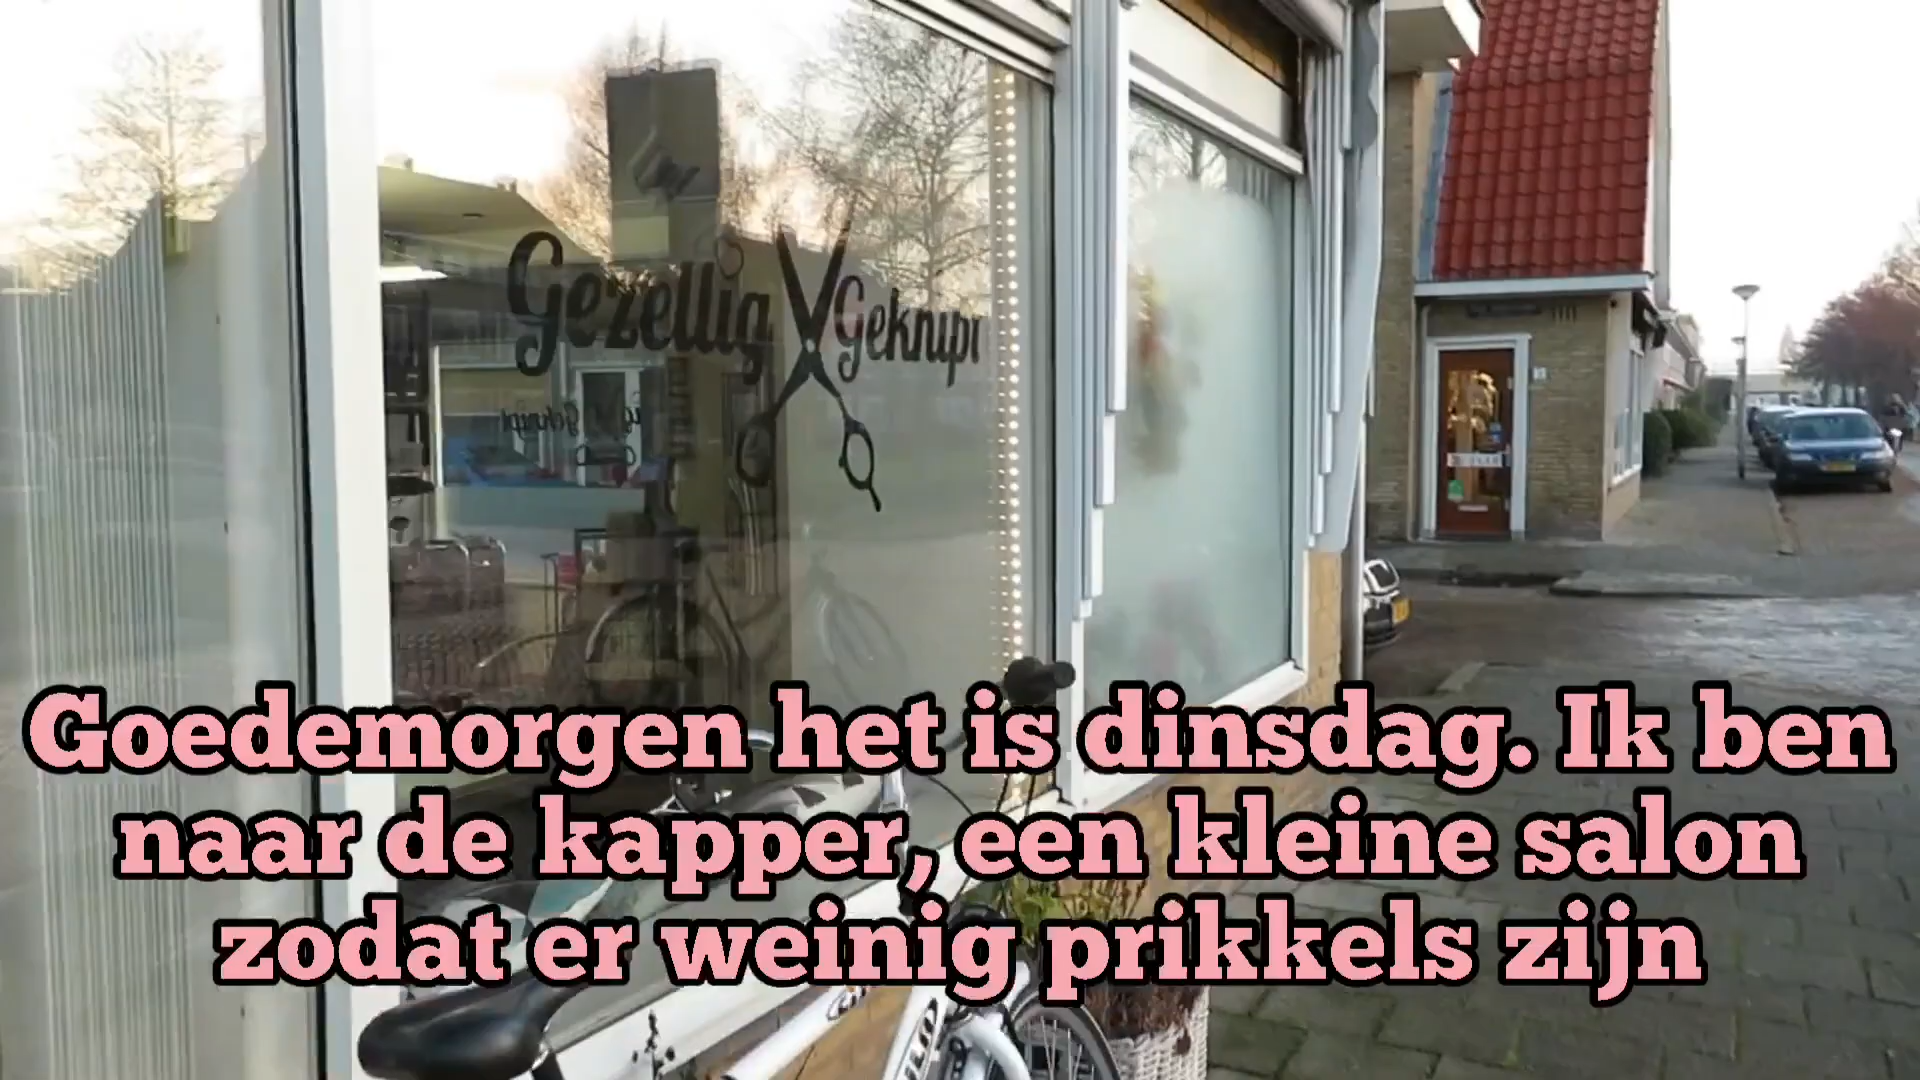 Gezellig Geknipt
Goedemorgen het is dinsdag. Ik ben
naar de kapper, een kleine salon
zodat er weinig prikkels zijn